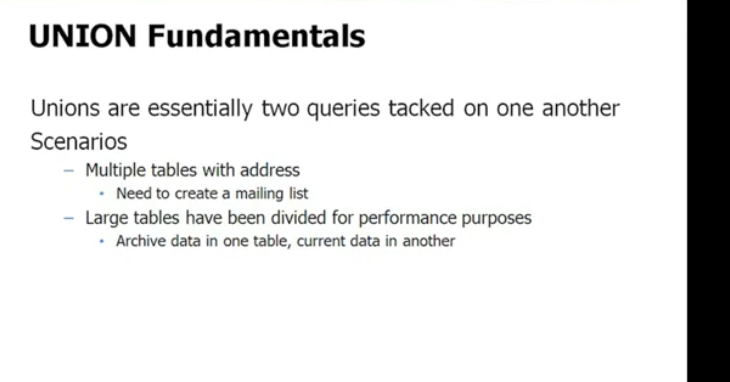 UNION Fundamentals
Unions are essentially two queries tacked on one another
Scenarios
– Multiple tables with address
• Need to create a mailing list
– Large tables have been divided for performance purposes
• Archive data in one table, current data in another